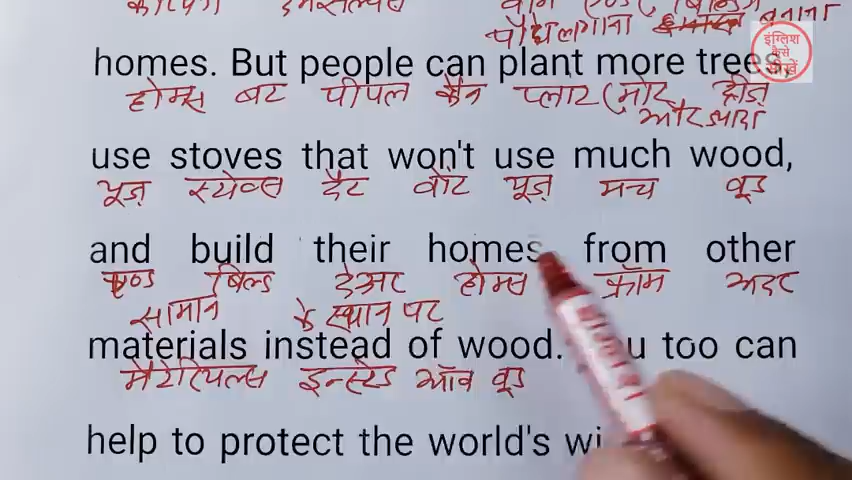 पौधा लगाना बनाना
इंग्लिश
कैसे
सीखें
homes. But people can plant more trees,
होम्स बट पीपल कैन प्लांट मोर ट्रीज़
और ज़्यादा
use stoves that won't use much wood,
यूज़ स्टोव्स दैट वोंट यूज़ मच वूड
and build their homes from other
एण्ड बिल्ड देअर होम्स फ्रॉम अदर
सामान के स्थान पर
materials instead of wood. You too can
मैटेरियल्स इन्स्टेड ऑव वूड
help to protect the world's